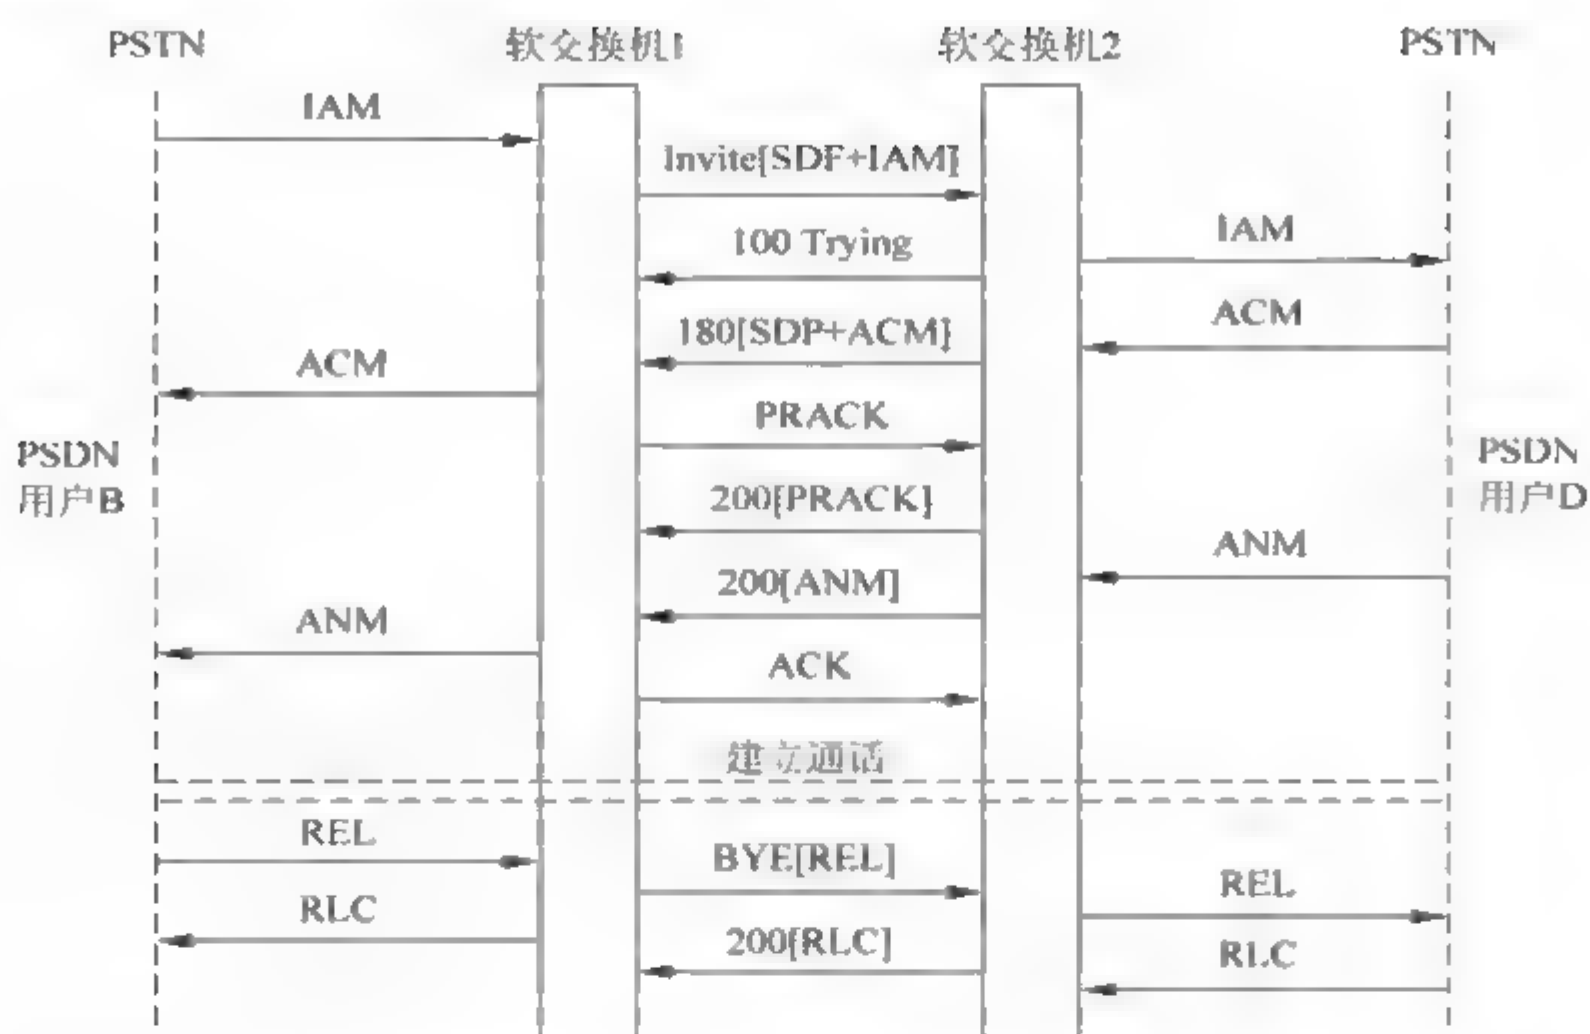 PSTN
软交换机1
软交换机2
PSTN
IAM
Invite[SDF+IAM]
IAM
100 Trying
ACM
180[SDP+ACM]
ACM
PRACK
PSDN
用户B
PSDN
用户D
200[PRACK]
ANM
200[ANM]
ANM
ACK
建立通话
REL
BYE[REL]
REL
RLC
200[RLC]
RLC